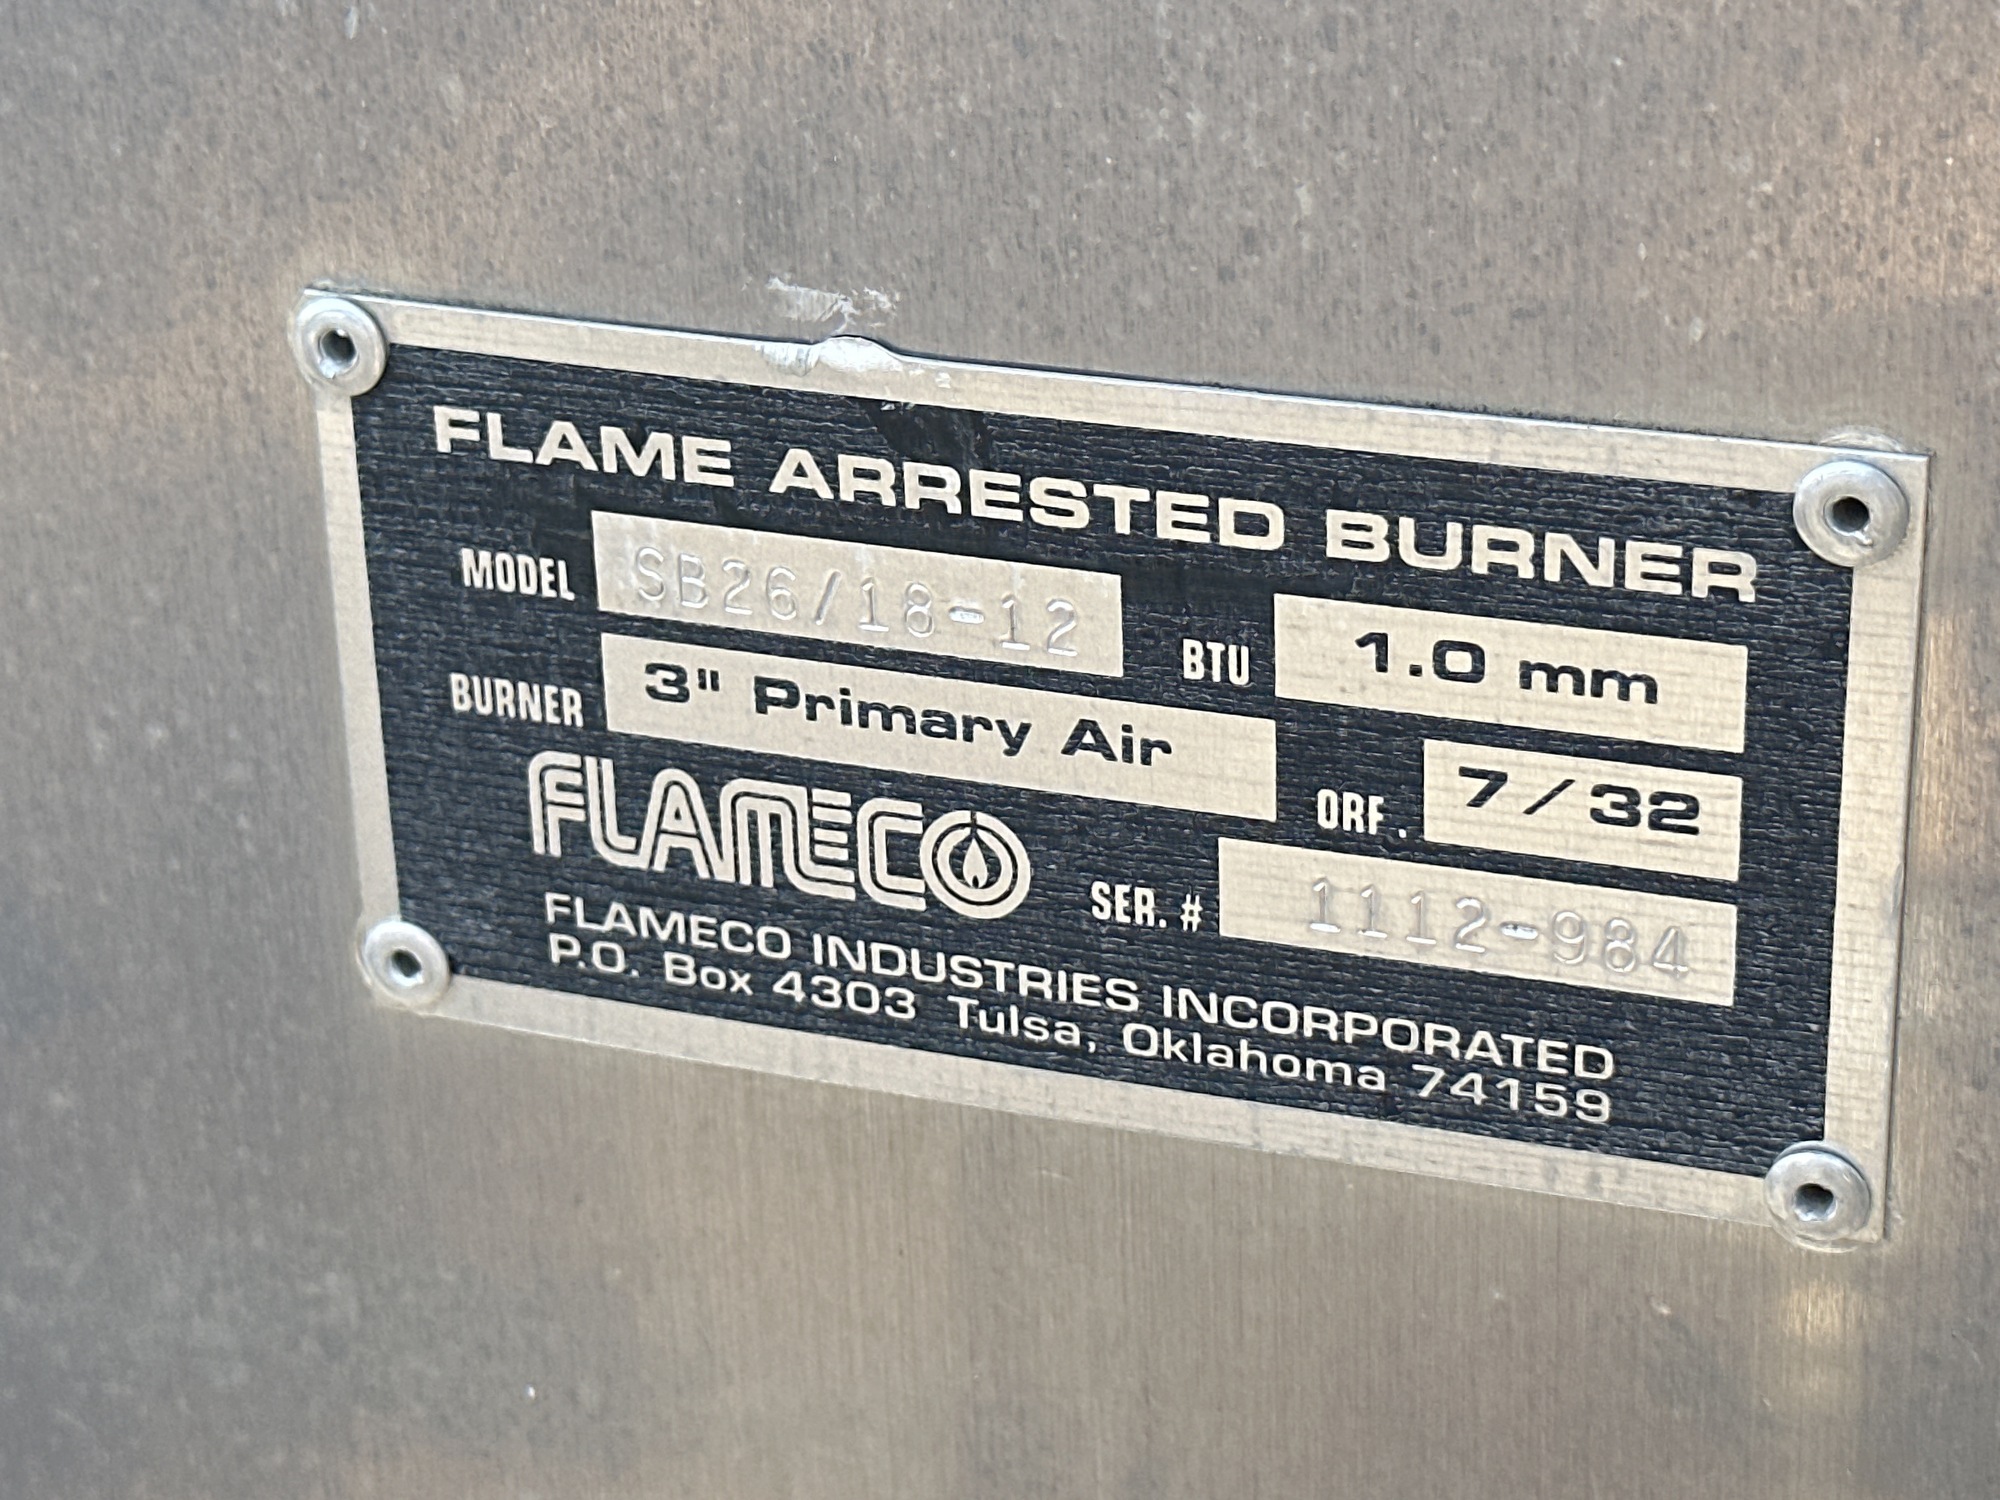 FLAME ARRESTED BURNER
MODEL SB26/18-12
BTU 1.0 mm
BURNER 3" Primary Air
ORF. 7/32
FLAMECO
SER. # 1112-984
FLAMECO INDUSTRIES INCORPORATED
P.O. Box 4303 Tulsa, Oklahoma 74159